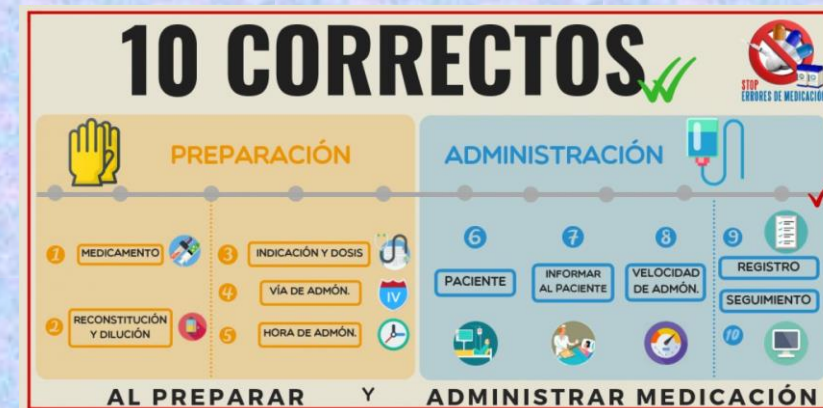 10 CORRECTOS
STOP
ERRORES DE MEDICACIÓN
PREPARACIÓN
1 MEDICAMENTO
2 RECONSTITUCIÓN
Y DILUCIÓN
3 INDICACIÓN Y DOSIS
4 VÍA DE ADMÓN.
IV
5 HORA DE ADMÓN.
ADMINISTRACIÓN
6
PACIENTE
7
INFORMAR
AL PACIENTE
8
VELOCIDAD
DE ADMÓN.
9
REGISTRO
SEGUIMIENTO
10
AL PREPARAR Y ADMINISTRAR MEDICACIÓN